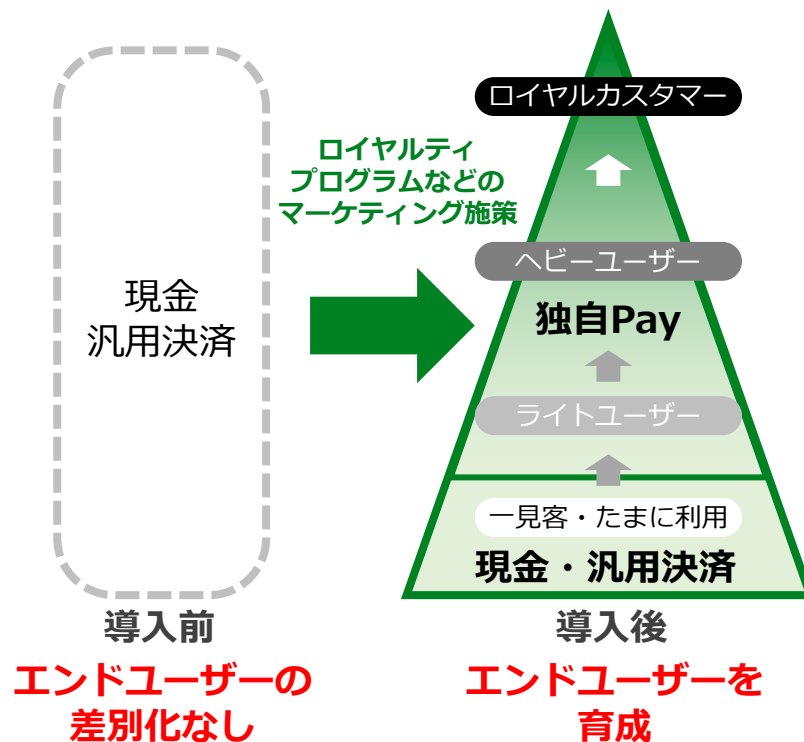 現金
汎用決済
導入前
エンドユーザーの
差別化なし
ロイヤルティ
プログラムなどの
マーケティング施策
ロイヤルカスタマー
ヘビーユーザー
独自Pay
ライトユーザー
一見客・たまに利用
現金・汎用決済
導入後
エンドユーザーを
育成